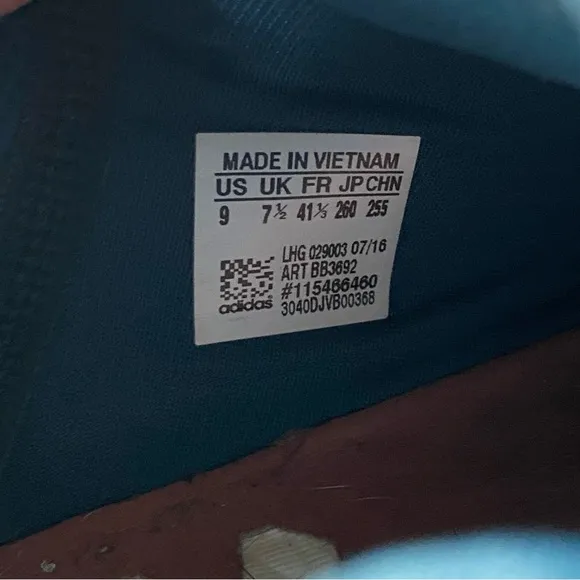 MADE IN VIETNAM
US UK FR JP CHN
9 7½ 41⅓ 260 255
LHG 029003 07/16
ART BB3692
#115466460
adidas 3040DJVB00368